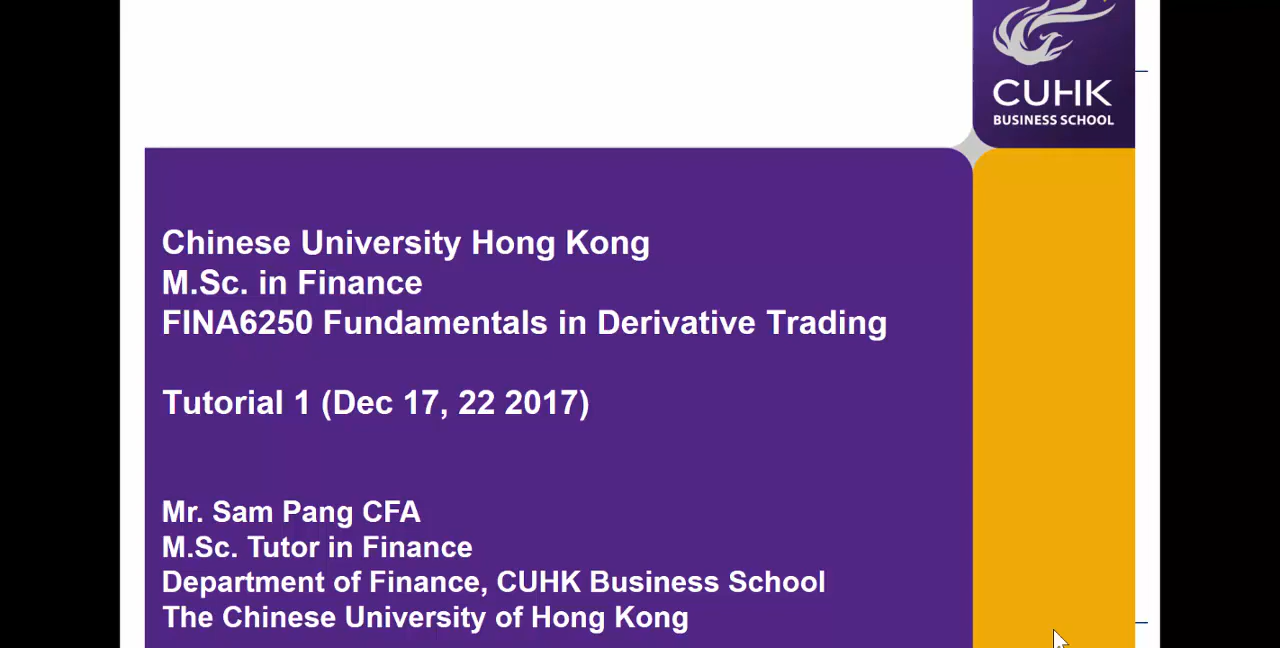 CUHK
BUSINESS SCHOOL
Chinese University Hong Kong
M.Sc. in Finance
FINA6250 Fundamentals in Derivative Trading
Tutorial 1 (Dec 17, 22 2017)
Mr. Sam Pang CFA
M.Sc. Tutor in Finance
Department of Finance, CUHK Business School
The Chinese University of Hong Kong